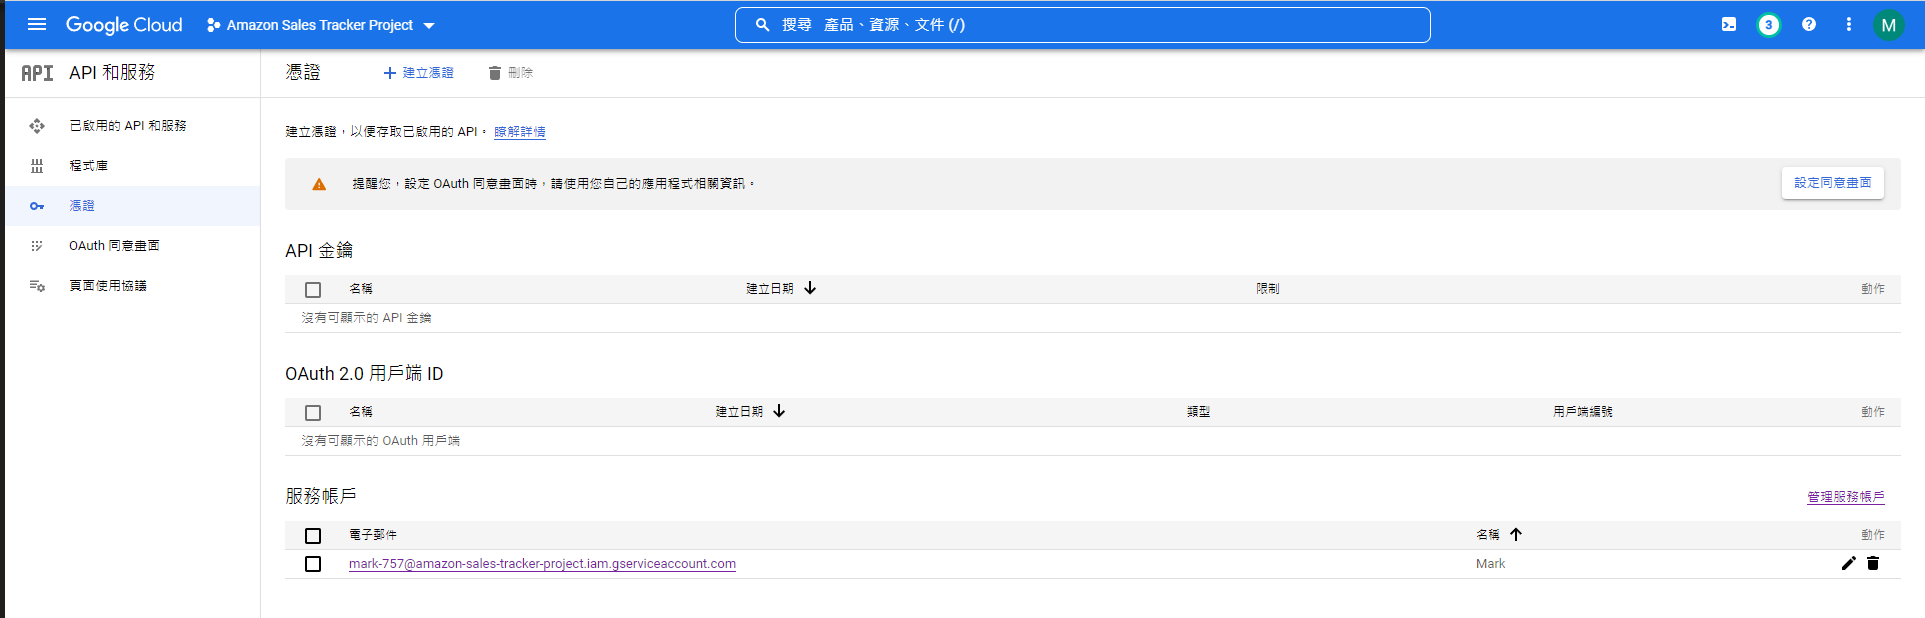 Google Cloud Amazon Sales Tracker Project 搜尋 產品、資源、文件 (/) 3 M
API API 和服務 憑證 建立憑證 刪除
已啟用的 API 和服務
程式庫
憑證
OAuth 同意畫面
頁面使用協議
建立憑證，以便存取已啟用的 API。 瞭解詳情
提醒您，設定 OAuth 同意畫面時，請使用您自己的應用程式相關資訊。 設定同意畫面
API 金鑰
名稱 建立日期 限制 動作
沒有可顯示的 API 金鑰
OAuth 2.0 用戶端 ID
名稱 建立日期 類型 用戶端編號 動作
沒有可顯示的 OAuth 用戶端
服務帳戶 管理服務帳戶
電子郵件 名稱 動作
mark-757@amazon-sales-tracker-project.iam.gserviceaccount.com Mark